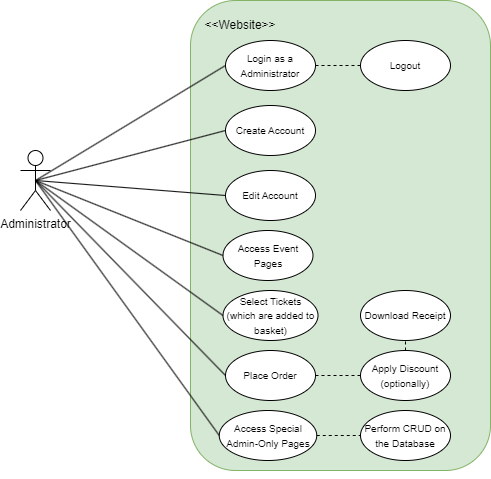 <<Website>>
Login as a
Administrator
Logout
Create Account
Edit Account
Administrator
Access Event
Pages
Select Tickets
(which are added to
basket)
Download Receipt
Place Order
Apply Discount
(optionally)
Access Special
Admin-Only Pages
Perform CRUD on
the Database